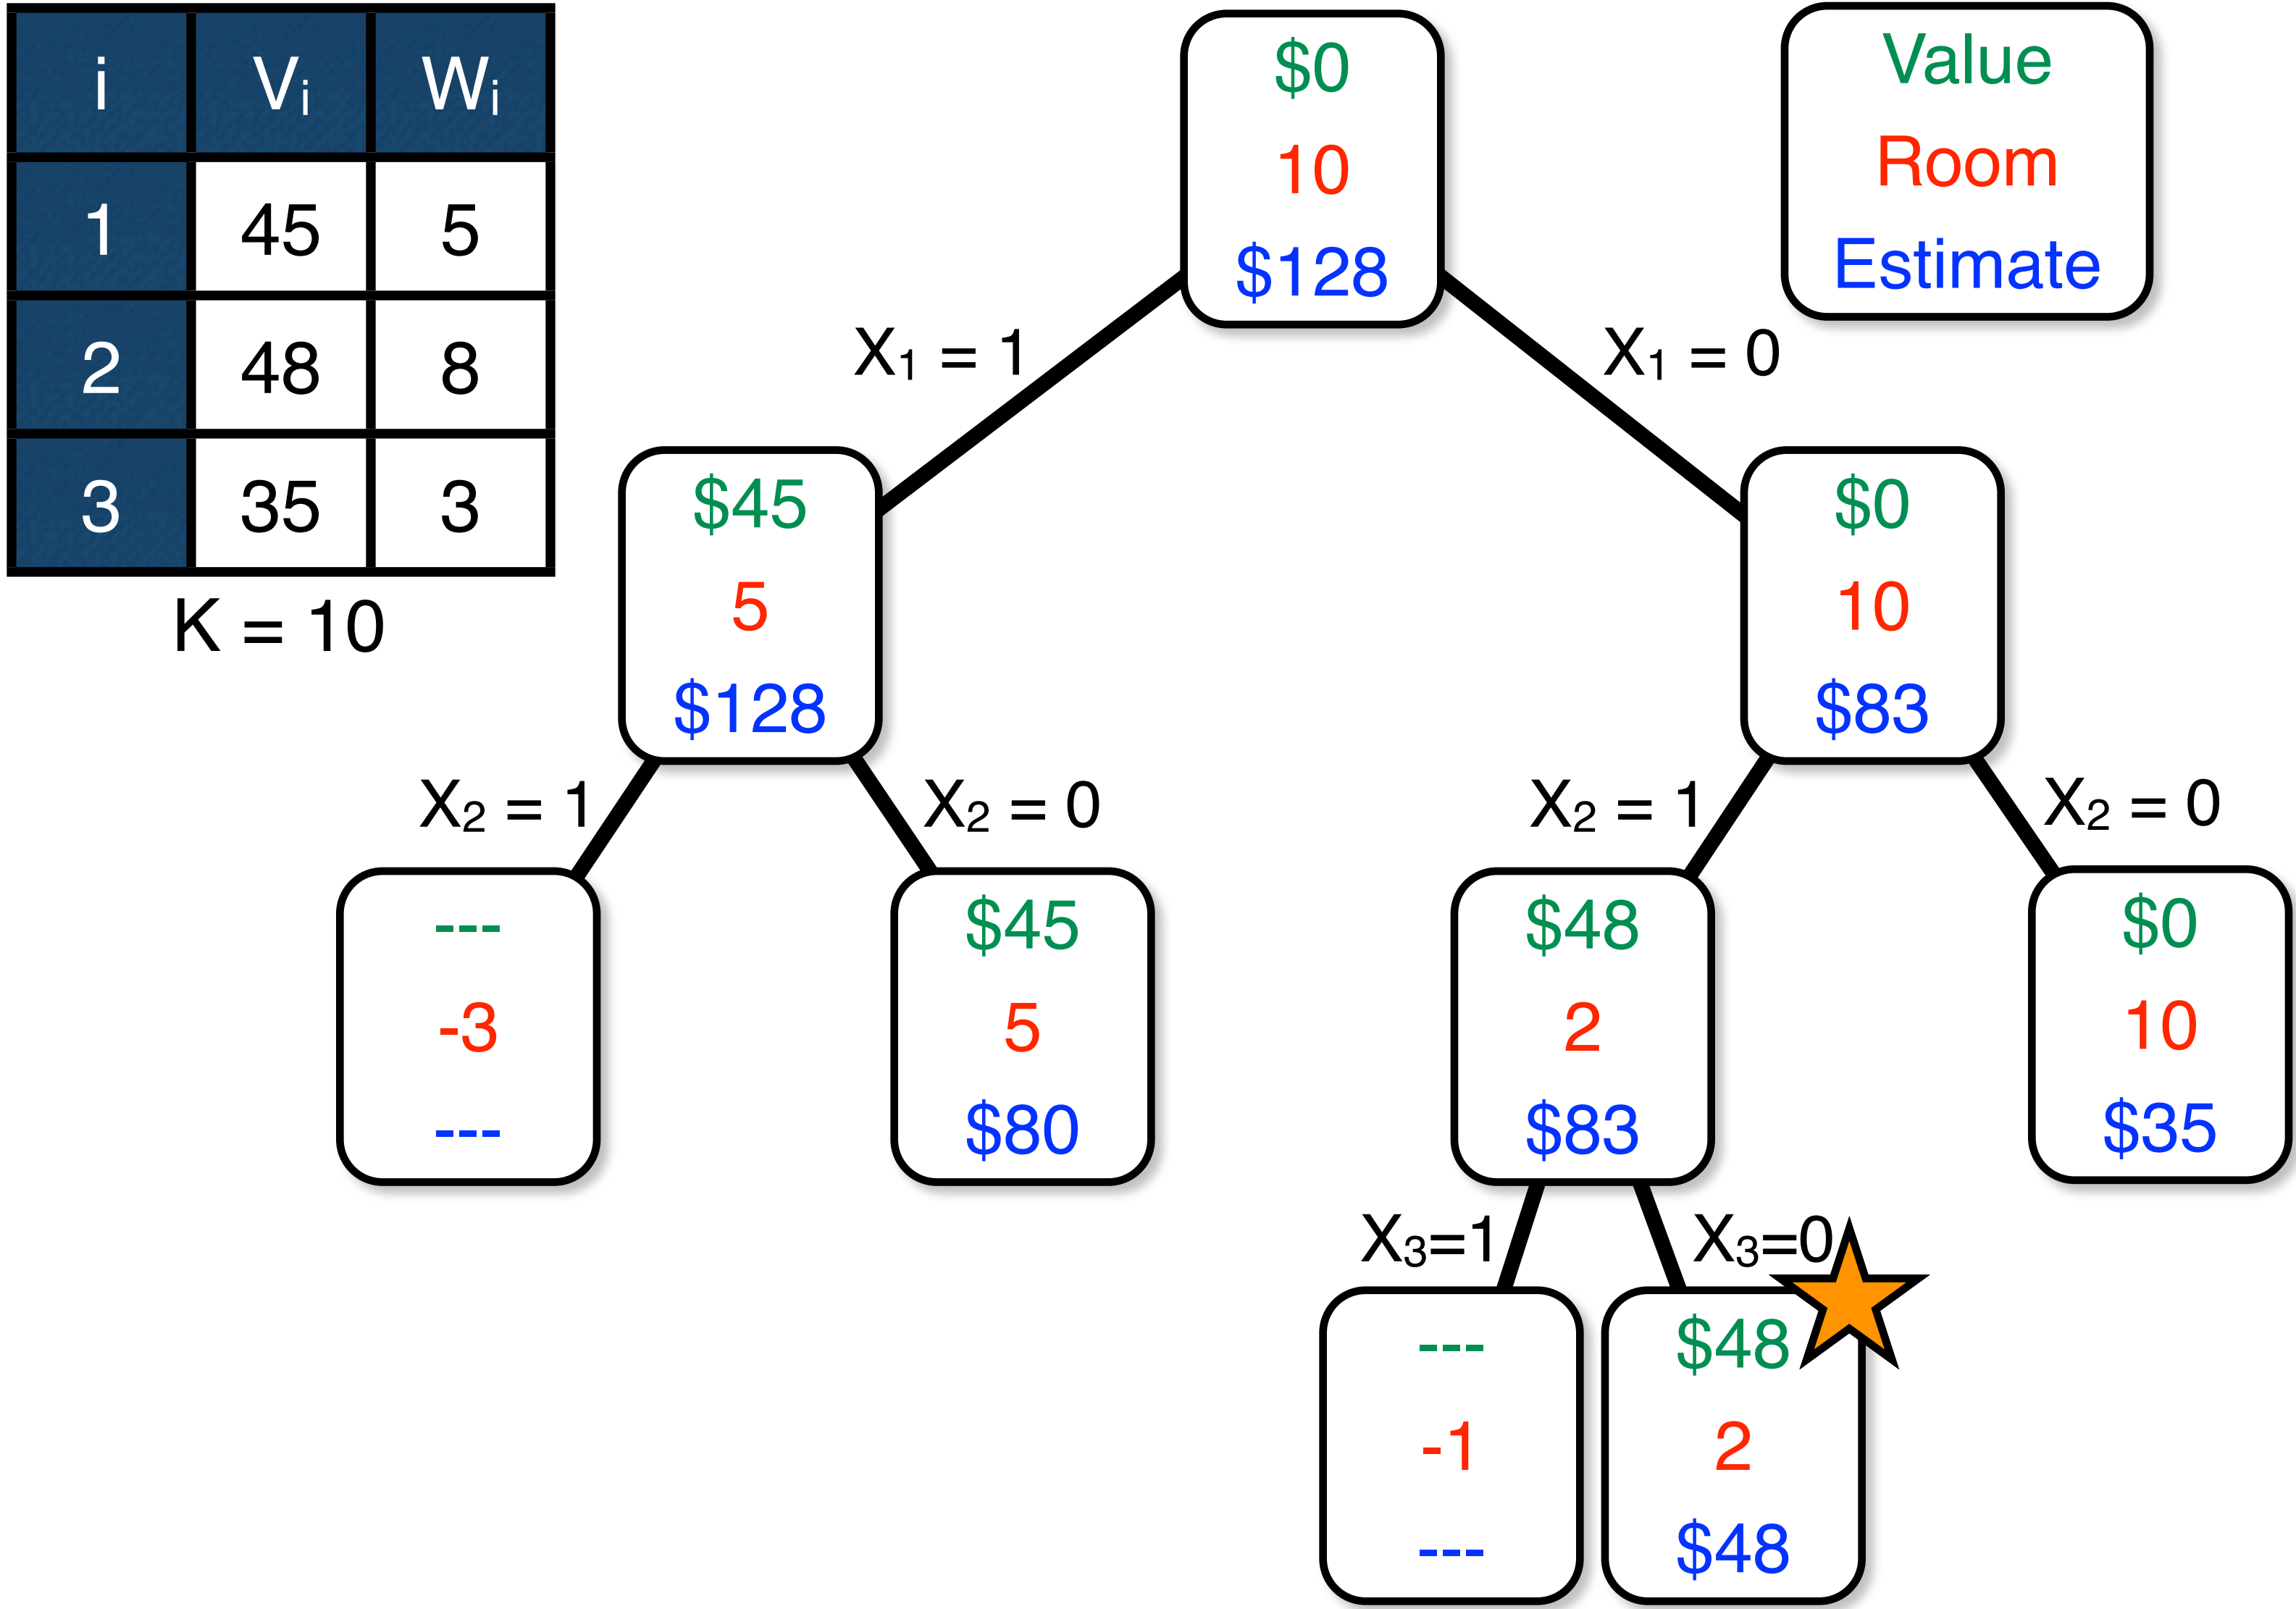 i Vᵢ Wᵢ
1 45 5
2 48 8
3 35 3
K = 10
Value
Room
Estimate
$0
10
$128
X₁ = 1
X₁ = 0
$45
5
$128
$0
10
$83
X₂ = 1
X₂ = 0
X₂ = 1
X₂ = 0
---
-3
---
$45
5
$80
$48
2
$83
$0
10
$35
X₃=1
X₃=0
---
-1
---
$48
2
$48